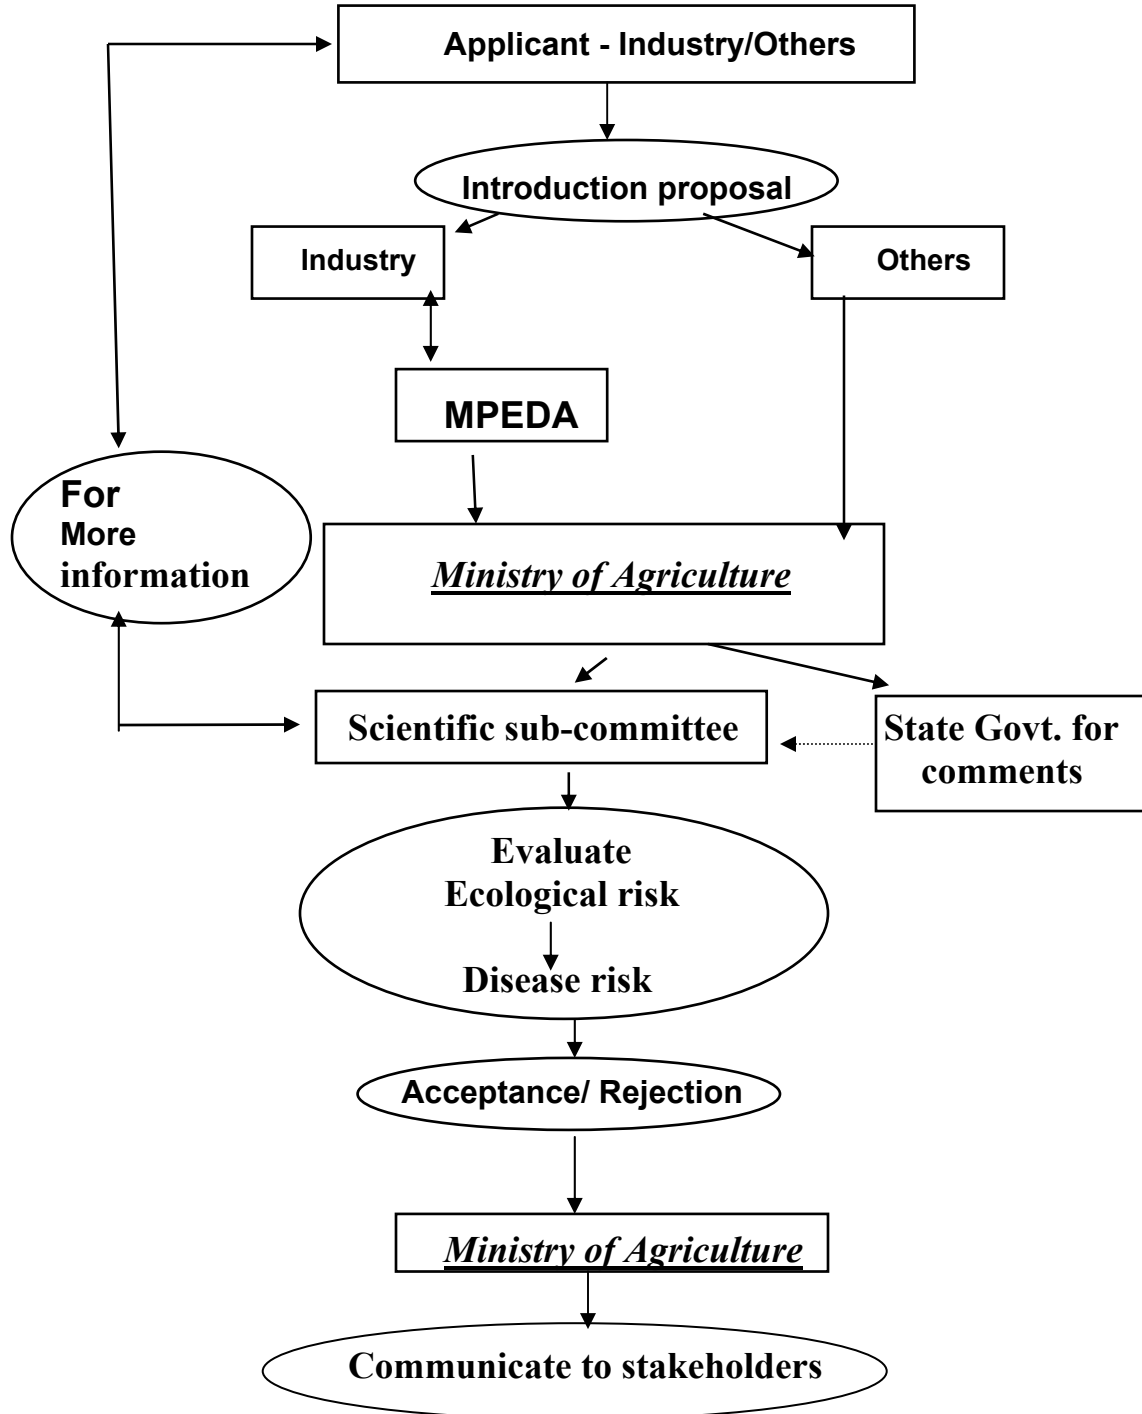 Applicant - Industry/Others
Introduction proposal
Industry
Others
MPEDA
For
More
information
Ministry of Agriculture
Scientific sub-committee
State Govt. for
comments
Evaluate
Ecological risk
Disease risk
Acceptance/ Rejection
Ministry of Agriculture
Communicate to stakeholders